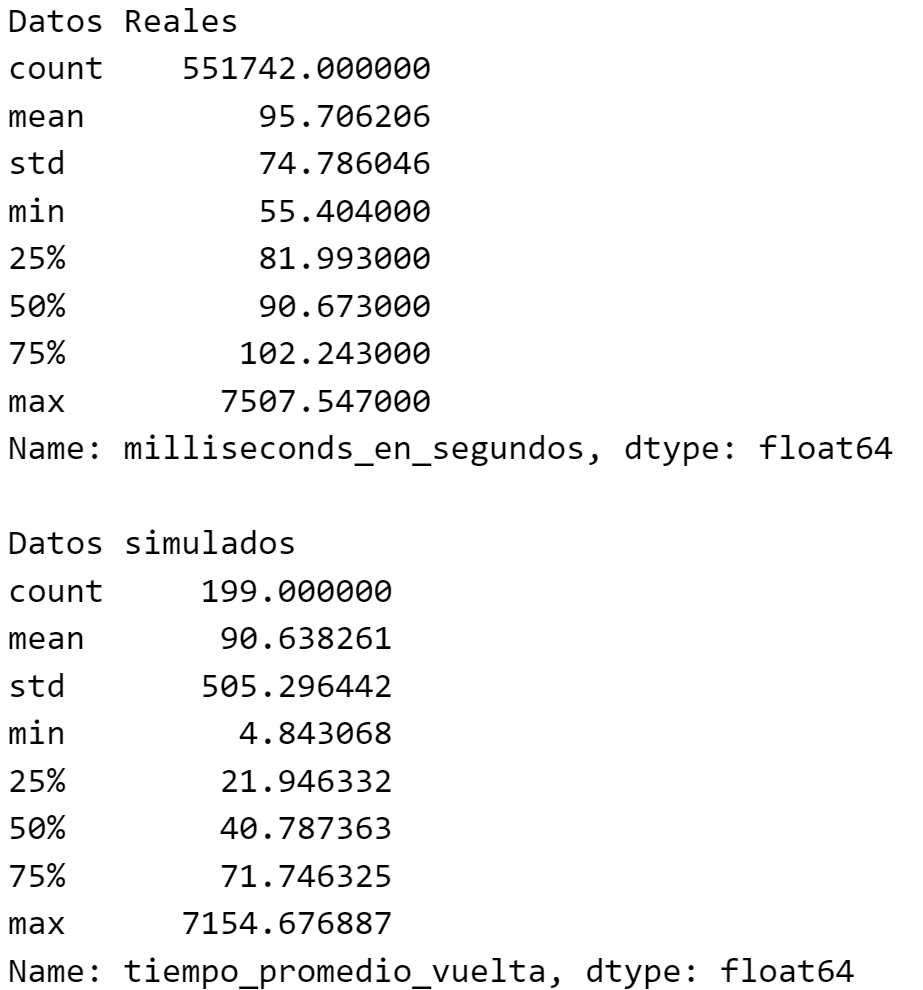 Datos Reales
count    551742.000000
mean         95.706206
std          74.786046
min          55.404000
25%          81.993000
50%          90.673000
75%         102.243000
max        7507.547000
Name: milliseconds_en_segundos, dtype: float64

Datos simulados
count     199.000000
mean       90.638261
std       505.296442
min         4.843068
25%        21.946332
50%        40.787363
75%        71.746325
max      7154.676887
Name: tiempo_promedio_vuelta, dtype: float64